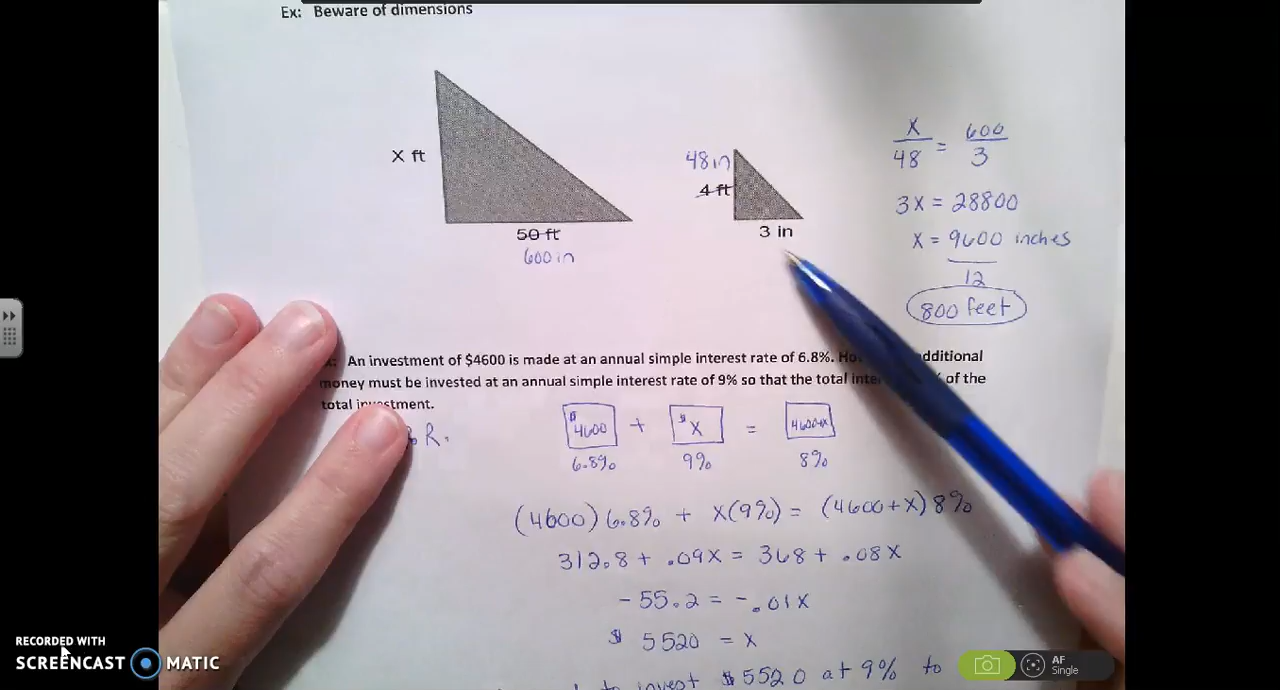 Ex: Beware of dimensions
X ft
50 ft
600 in
48 in
4 ft
3 in
X/48 = 600/3
3X = 28800
X = 9600 inches
12
800 feet
An investment of $4600 is made at an annual simple interest rate of 6.8%. additional
money must be invested at an annual simple interest rate of 9% so that the total of the
total investment.
R.
$4600 + $X = 4600+X
6.8% 9% 8%
(4600)6.8% + X(9%) = (4600+X)8%
312.8 + .09X = 368 + .08X
-55.2 = -.01X
$ 5520 = X
to invest $5520 at 9% to
RECORDED WITH
SCREENCAST MATIC
AF
Single